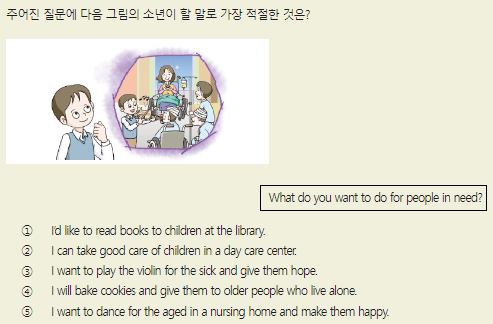 주어진 질문에 다음 그림의 소년이 할 말로 가장 적절한 것은?
What do you want to do for people in need?
① I'd like to read books to children at the library.
② I can take good care of children in a day care center.
③ I want to play the violin for the sick and give them hope.
④ I will bake cookies and give them to older people who live alone.
⑤ I want to dance for the aged in a nursing home and make them happy.